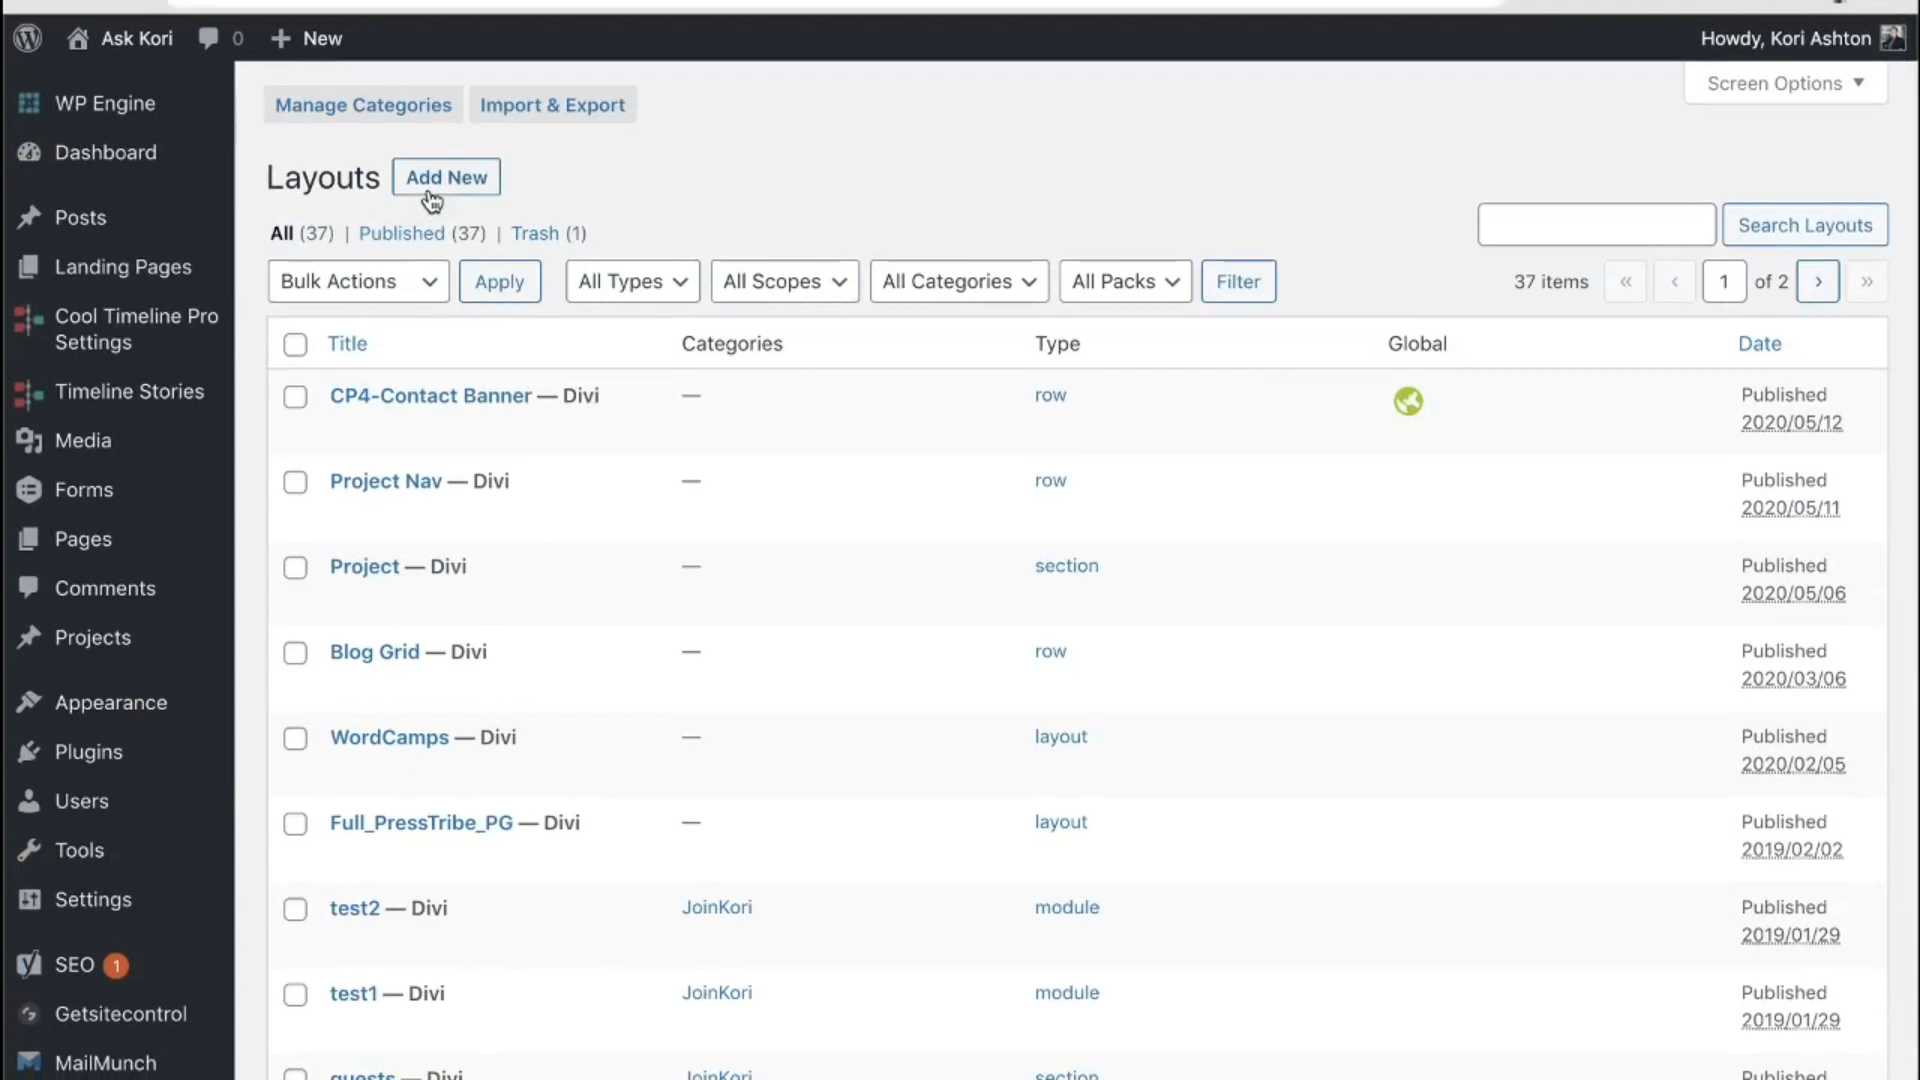 Ask Kori 0 New Howdy, Kori Ashton
WP Engine
Dashboard
Posts
Landing Pages
Cool Timeline Pro
Settings
Timeline Stories
Media
Forms
Pages
Comments
Projects
Appearance
Plugins
Users
Tools
Settings
SEO 1
Getsitecontrol
MailMunch
Manage Categories Import & Export Screen Options
Layouts Add New
All (37) | Published (37) | Trash (1)
Search Layouts
Bulk Actions Apply All Types All Scopes All Categories All Packs Filter 37 items « ‹ 1 of 2 › »
Title Categories Type Global Date
CP4-Contact Banner — Divi — row Published
2020/05/12
Project Nav — Divi — row Published
2020/05/11
Project — Divi — section Published
2020/05/06
Blog Grid — Divi — row Published
2020/03/06
WordCamps — Divi — layout Published
2020/02/05
Full_PressTribe_PG — Divi — layout Published
2019/02/02
test2 — Divi JoinKori module Published
2019/01/29
test1 — Divi JoinKori module Published
2019/01/29
guests — Divi JoinKori section Published